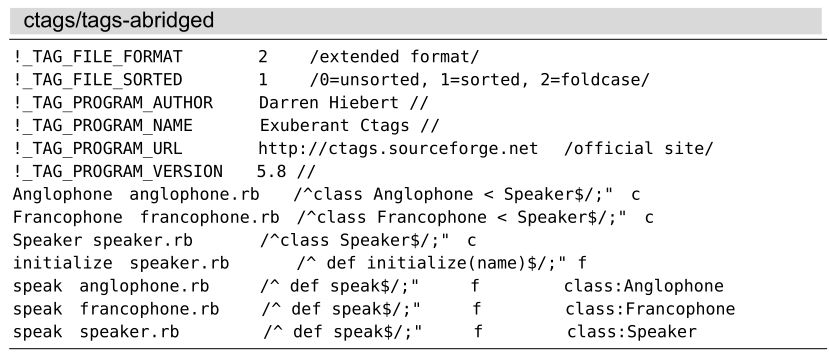 ctags/tags-abridged
!_TAG_FILE_FORMAT 2 /extended format/
!_TAG_FILE_SORTED 1 /0=unsorted, 1=sorted, 2=foldcase/
!_TAG_PROGRAM_AUTHOR Darren Hiebert //
!_TAG_PROGRAM_NAME Exuberant Ctags //
!_TAG_PROGRAM_URL http://ctags.sourceforge.net /official site/
!_TAG_PROGRAM_VERSION 5.8 //
Anglophone anglophone.rb /^class Anglophone < Speaker$/;" c
Francophone francophone.rb /^class Francophone < Speaker$/;" c
Speaker speaker.rb /^class Speaker$/;" c
initialize speaker.rb /^ def initialize(name)$/;" f
speak anglophone.rb /^ def speak$/;" f class:Anglophone
speak francophone.rb /^ def speak$/;" f class:Francophone
speak speaker.rb /^ def speak$/;" f class:Speaker